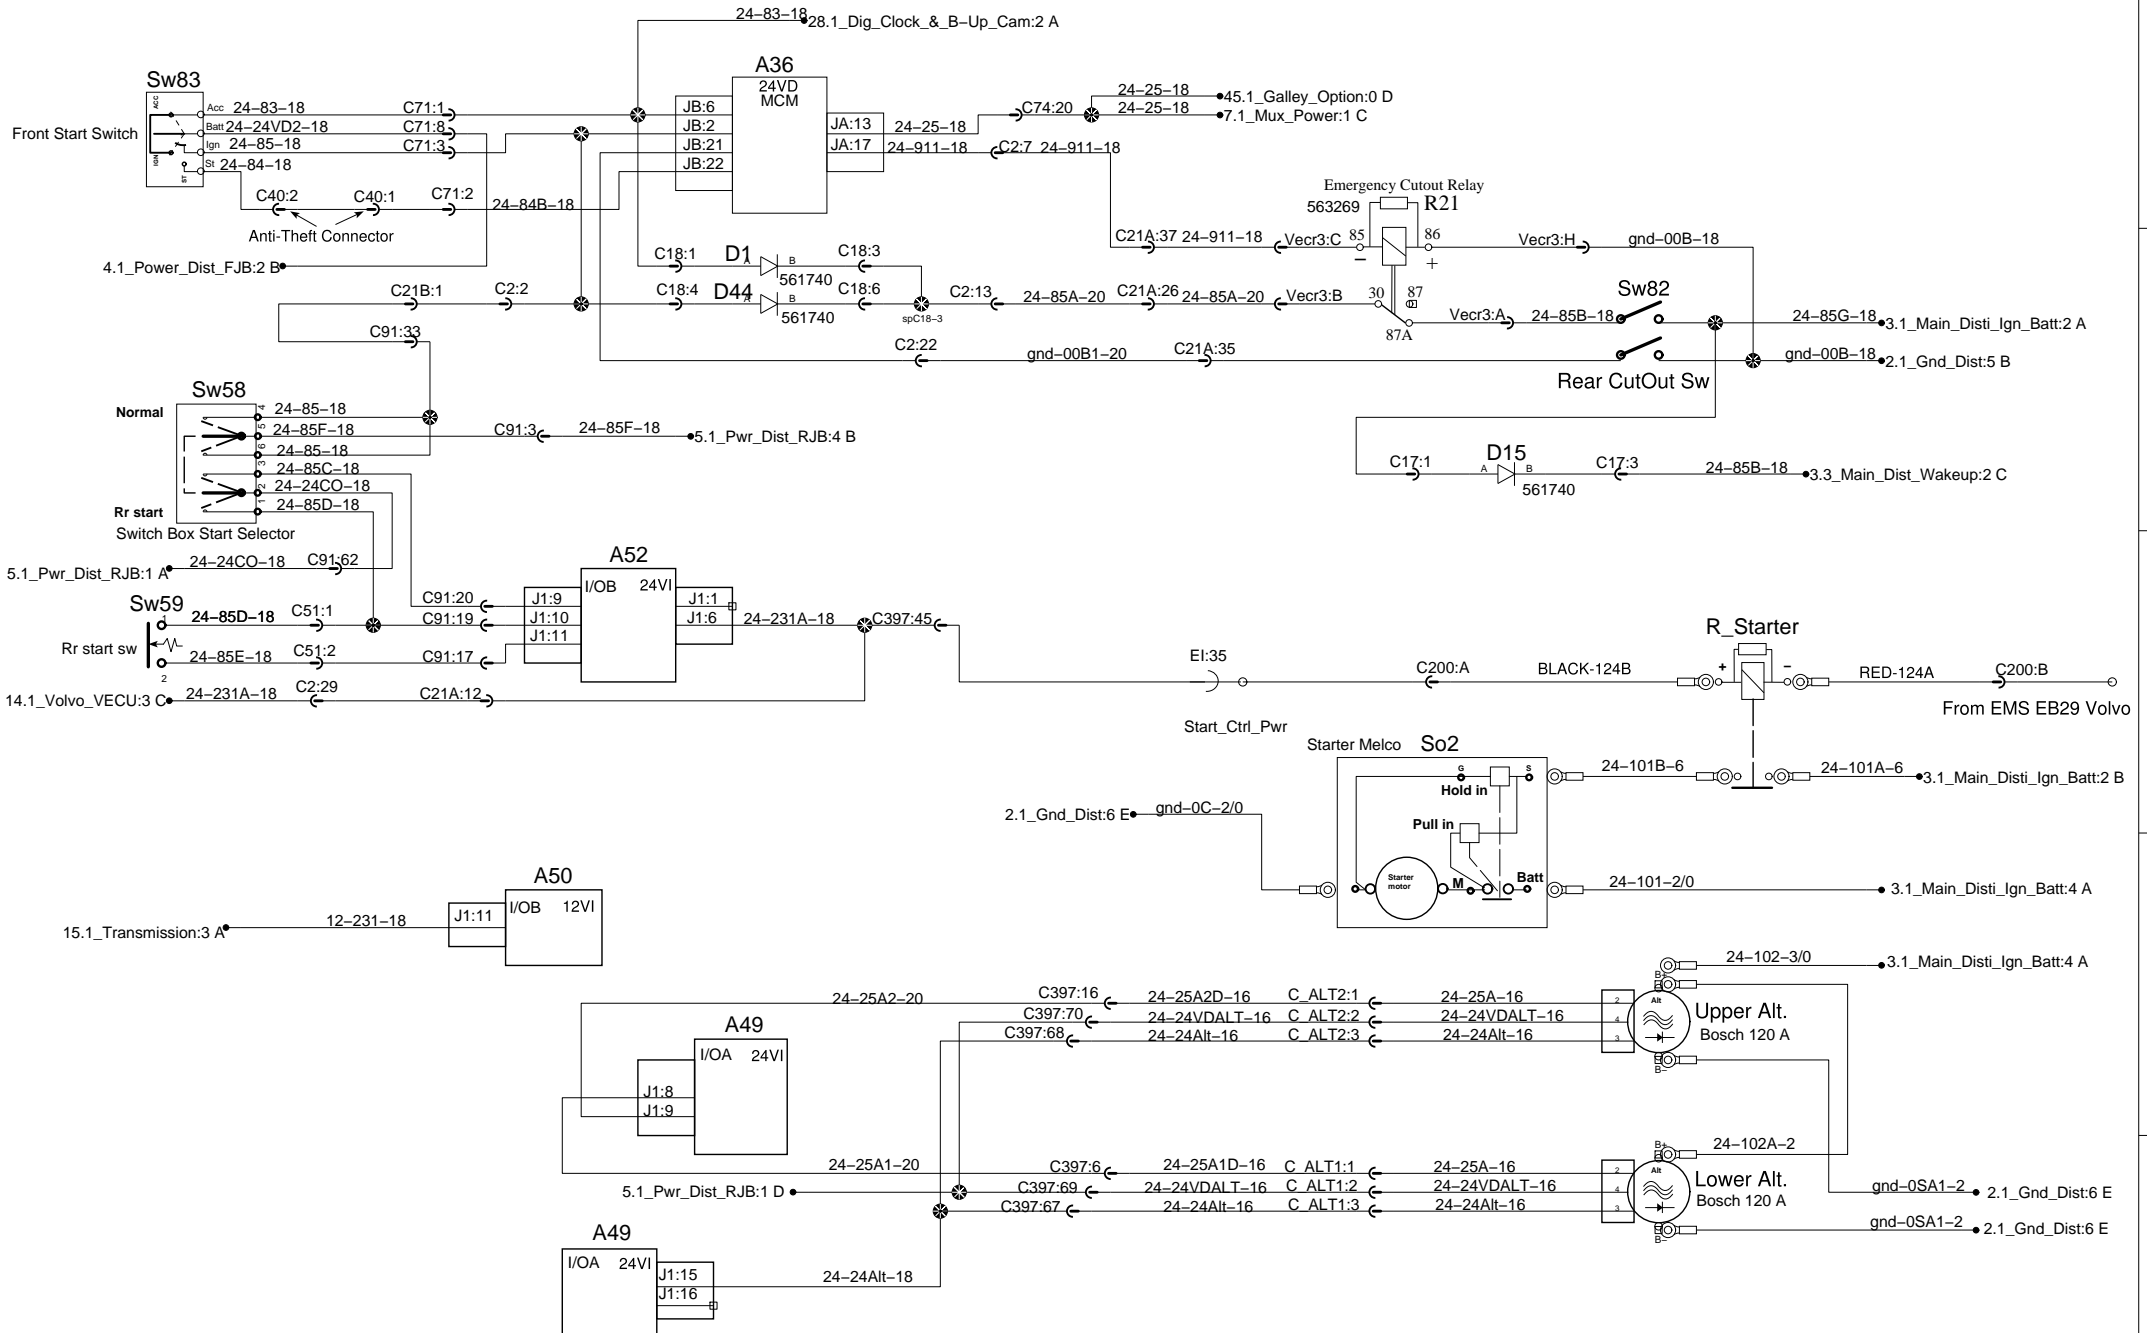 24-83-18 28.1_Dig_Clock_&_B-Up_Cam:2 A
Sw83
ACC
IGN
ST
Front Start Switch
Acc 24-83-18 C71:1
Batt 24-24VD2-18 C71:8
Ign 24-85-18 C71:3
St 24-84-18
C40:2 C40:1 C71:2 24-84B-18
Anti-Theft Connector
4.1_Power_Dist_FJB:2 B
A36
24VD
MCM
JB:6
JB:2
JB:21
JB:22
JA:13 24-25-18 C74:20
JA:17 24-911-18 C2:7 24-911-18
24-25-18 45.1_Galley_Option:0 D
24-25-18 7.1_Mux_Power:1 C
Emergency Cutout Relay
563269 R21
C21A:37 24-911-18 Vecr3:C 85 86 Vecr3:H gnd-00B-18
- +
C18:1 D1 A B C18:3
561740
C21B:1 C2:2 C18:4 D44 A B C18:6
561740
spC18-3
C2:13 24-85A-20 C21A:26 24-85A-20 Vecr3:B 30 87
87A
Vecr3:A 24-85B-18 Sw82 24-85G-18 3.1_Main_Disti_Ign_Batt:2 A
C91:33
C2:22 gnd-00B1-20 C21A:35 gnd-00B-18 2.1_Gnd_Dist:5 B
Rear CutOut Sw
Sw58
Normal
4 24-85-18
5 24-85F-18 C91:3 24-85F-18 5.1_Pwr_Dist_RJB:4 B
6 24-85-18
3 24-85C-18
2 24-24CO-18
1 24-85D-18
Rr start
Switch Box Start Selector
C17:1 A D15 B C17:3 24-85B-18 3.3_Main_Dist_Wakeup:2 C
561740
5.1_Pwr_Dist_RJB:1 A 24-24CO-18 C91:62
Sw59
1 24-85D-18 C51:1 C91:20
C91:19
Rr start sw
24-85E-18 C51:2 C91:17
2
14.1_Volvo_VECU:3 C 24-231A-18 C2:29 C21A:12
A52
I/OB 24VI
J1:9
J1:10
J1:11
J1:1
J1:6 24-231A-18 C397:45
EI:35 C200:A BLACK-124B
R_Starter
+ -
RED-124A C200:B
From EMS EB29 Volvo
Start_Ctrl_Pwr
Starter Melco So2
G S
Hold in
Pull in
Starter
motor
M Batt
24-101B-6 24-101A-6 3.1_Main_Disti_Ign_Batt:2 B
2.1_Gnd_Dist:6 E gnd-0C-2/0
24-101-2/0 3.1_Main_Disti_Ign_Batt:4 A
A50
I/OB 12VI
15.1_Transmission:3 A 12-231-18 J1:11
24-102-3/0 3.1_Main_Disti_Ign_Batt:4 A
24-25A2-20 C397:16 24-25A2D-16 C_ALT2:1 24-25A-16 2
C397:70 24-24VDALT-16 C_ALT2:2 24-24VDALT-16 4
C397:68 24-24Alt-16 C_ALT2:3 24-24Alt-16 3
B+
Alt
B-
Upper Alt.
Bosch 120 A
A49
I/OA 24VI
J1:8
J1:9
24-102A-2
24-25A1-20 C397:6 24-25A1D-16 C_ALT1:1 24-25A-16 2
5.1_Pwr_Dist_RJB:1 D C397:69 24-24VDALT-16 C_ALT1:2 24-24VDALT-16 4
C397:67 24-24Alt-16 C_ALT1:3 24-24Alt-16 3
B+
Alt
B-
Lower Alt.
Bosch 120 A
gnd-0SA1-2 2.1_Gnd_Dist:6 E
gnd-0SA1-2 2.1_Gnd_Dist:6 E
A49
I/OA 24VI
J1:15 24-24Alt-18
J1:16